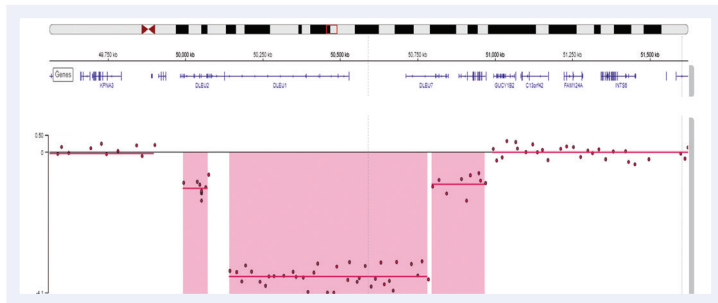 49,750 kb 50,000 kb 50,250 kb 50,500 kb 50,750 kb 51,000 kb 51,250 kb 51,500 kb
Genes
KPNA3 DLEU2 DLEU1 DLEU7 GUCY1B2 C13orf42 FAM124A INTS6
0.50
0